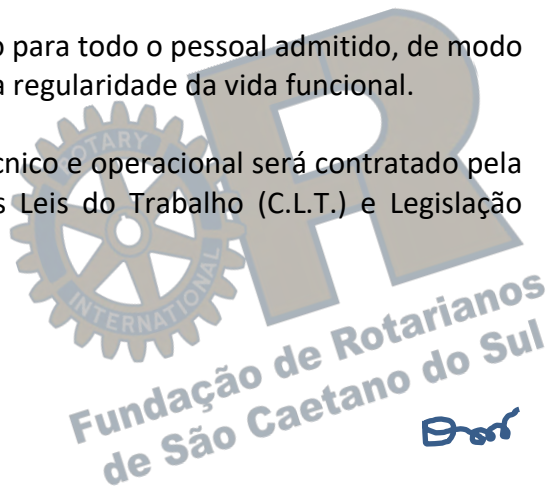 o para todo o pessoal admitido, de modo
a regularidade da vida funcional.
cnico e operacional será contratado pela
s Leis do Trabalho (C.L.T.) e Legislação
ROTARY
INTERNATIONAL
R
Fundação de Rotarianos
de São Caetano do Sul